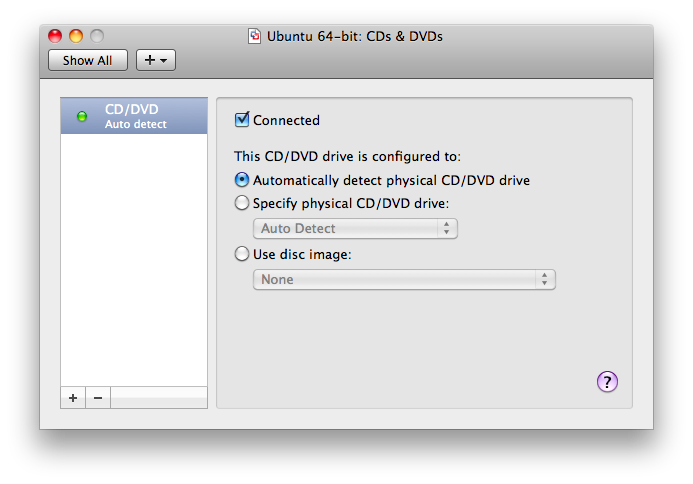 Ubuntu 64-bit: CDs & DVDs
Show All
+
CD/DVD
Auto detect
Connected
This CD/DVD drive is configured to:
Automatically detect physical CD/DVD drive
Specify physical CD/DVD drive:
Auto Detect
Use disc image:
None
?
+ −